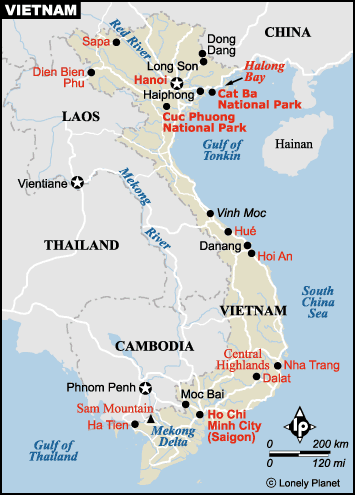 VIETNAM
CHINA
Red River
Sapa
Dong
Dang
Long Son
Dien Bien
Phu
Hanoi
Halong
Bay
Haiphong
Cat Ba
National Park
Cuc Phuong
National Park
LAOS
Gulf of
Tonkin
Hainan
Vientiane
Mekong
River
Vinh Moc
Hué
Danang
Hoi An
THAILAND
South
China
Sea
VIETNAM
CAMBODIA
Central
Highlands
Nha Trang
Dalat
Phnom Penh
Moc Bai
Sam Mountain
Ha Tien
Mekong
Delta
Ho Chi
Minh City
(Saigon)
Gulf of
Thailand
lp
0
200 km
0
120 mi
© Lonely Planet